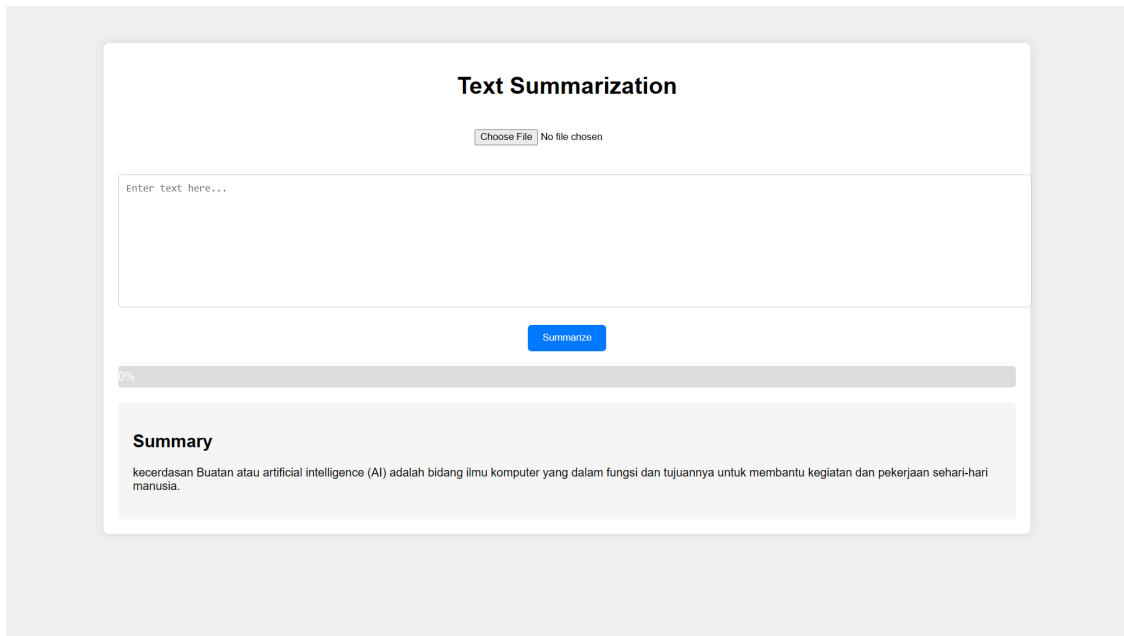 Text Summarization
Choose File No file chosen
Enter text here...
Summarize
0%
Summary
kecerdasan Buatan atau artificial intelligence (AI) adalah bidang ilmu komputer yang dalam fungsi dan tujuannya untuk membantu kegiatan dan pekerjaan sehari-hari
manusia.